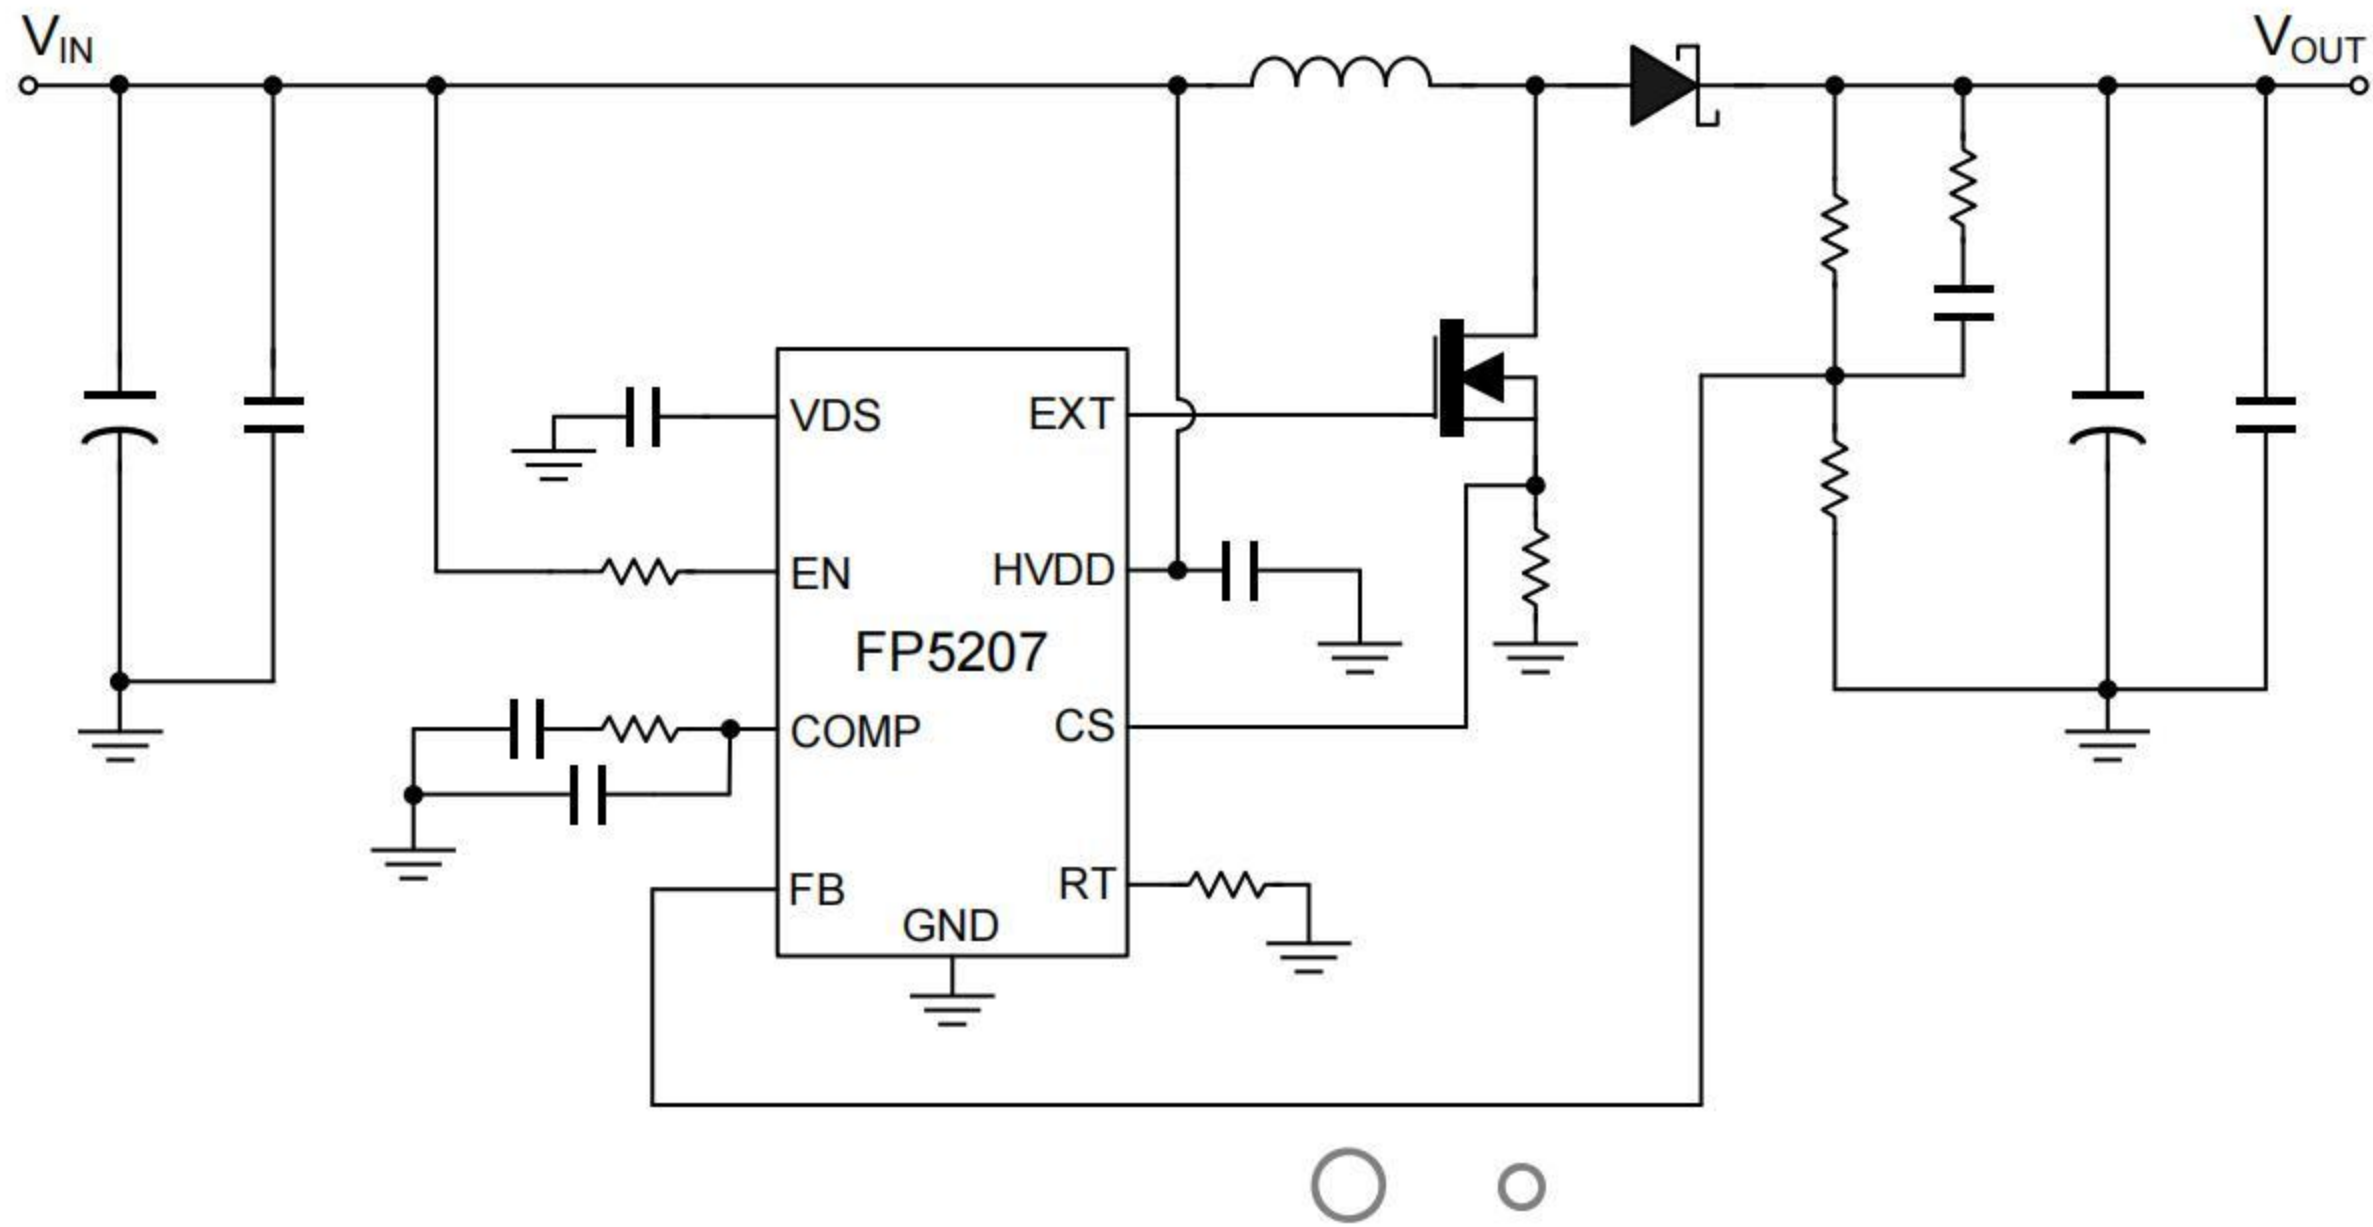 VIN
VOUT
VDS
EXT
EN
HVDD
FP5207
COMP
CS
FB
RT
GND